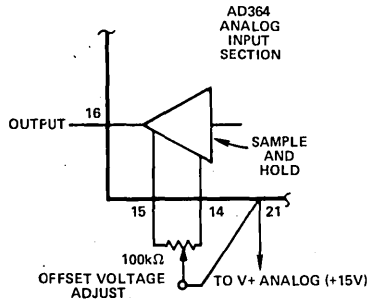 AD364
ANALOG
INPUT
SECTION
16
OUTPUT
SAMPLE
AND
HOLD
15
14
21
100kΩ
OFFSET VOLTAGE
ADJUST
TO V+ ANALOG (+15V)